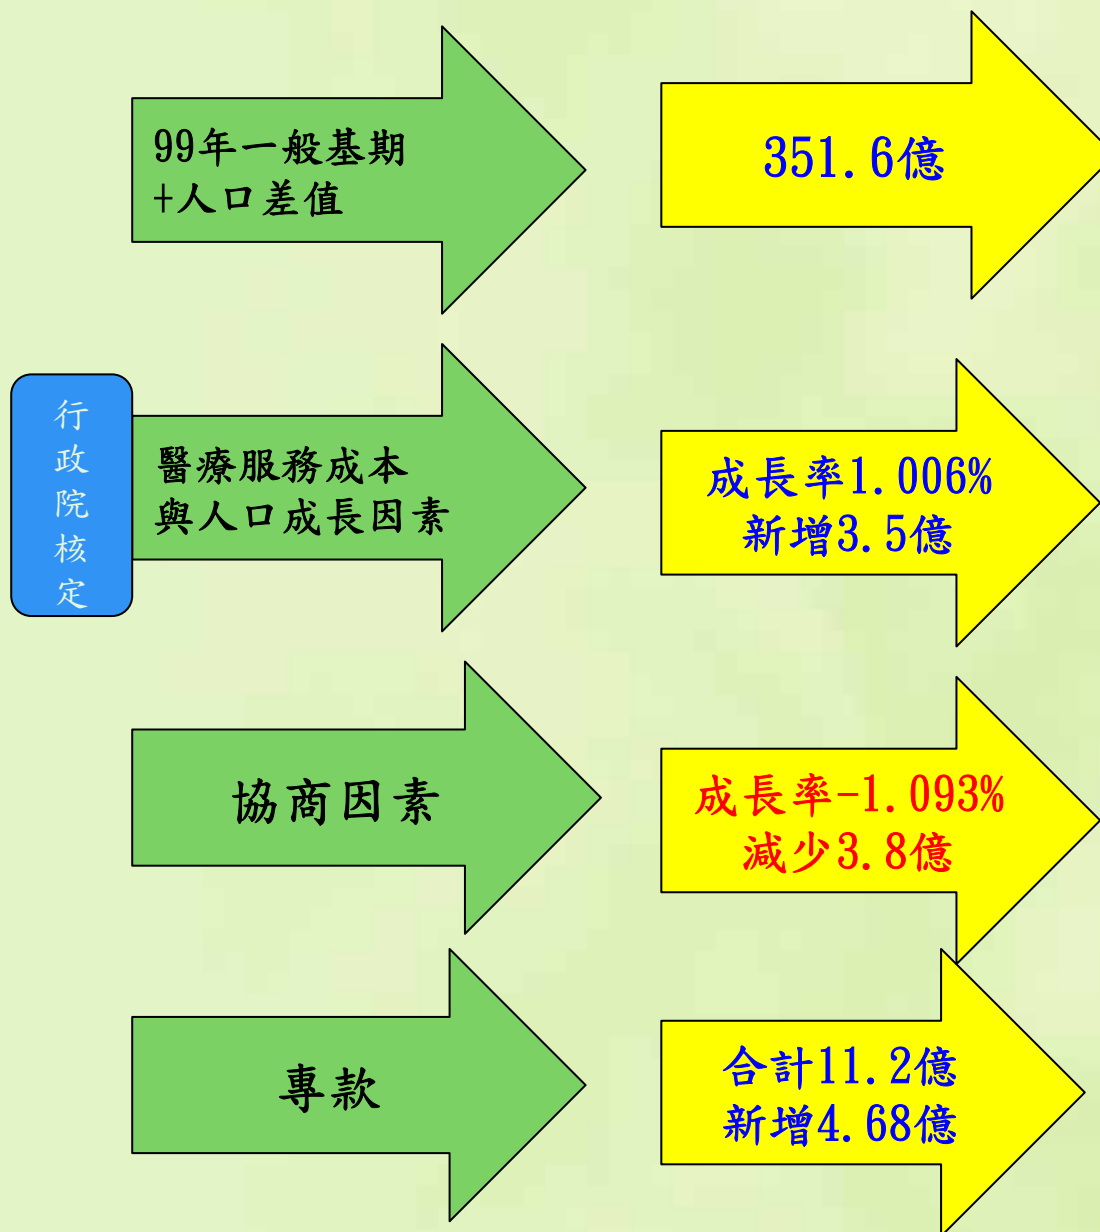 99年一般基期
+人口差值
351.6億
行
政
院
核
定
醫療服務成本
與人口成長因素
成長率1.006%
新增3.5億
協商因素
成長率-1.093%
減少3.8億
專款
合計11.2億
新增4.68億